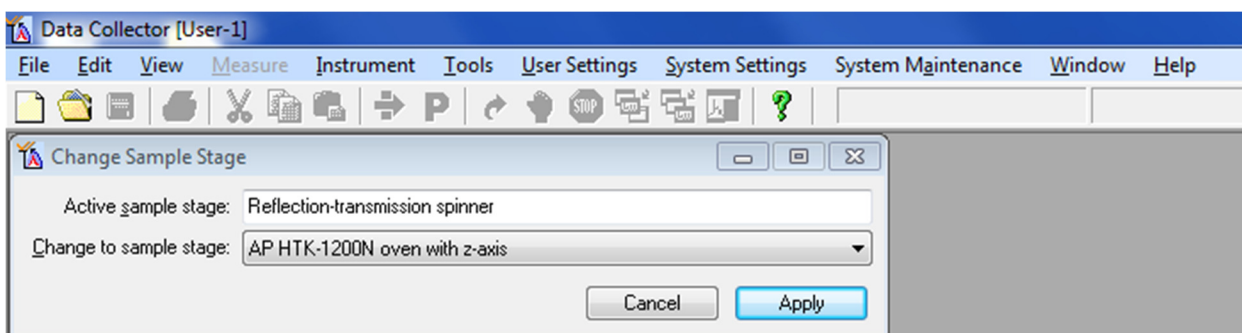 Data Collector [User-1]
File Edit View Measure Instrument Tools User Settings System Settings System Maintenance Window Help
P STOP ?
Change Sample Stage
Active sample stage: Reflection-transmission spinner
Change to sample stage: AP HTK-1200N oven with z-axis
Cancel Apply